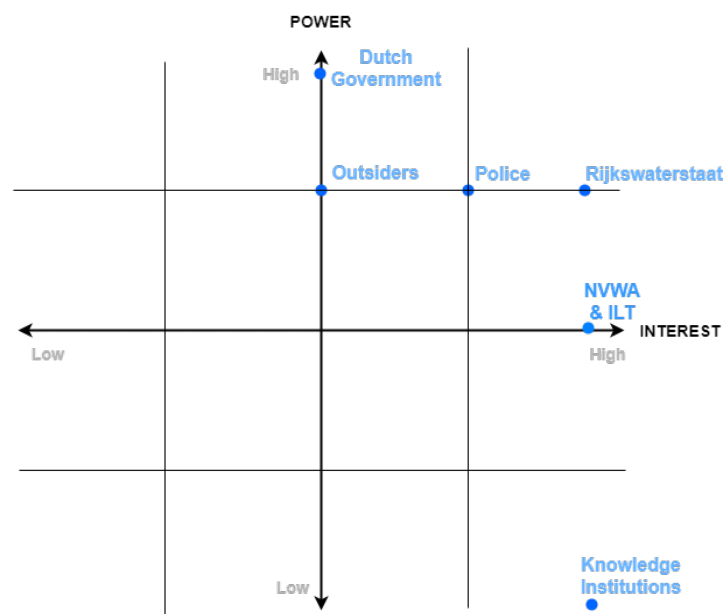 POWER
High
Dutch
Government
Outsiders
Police
Rijkswaterstaat
NVWA
& ILT
INTEREST
Low
High
Low
Knowledge
Institutions